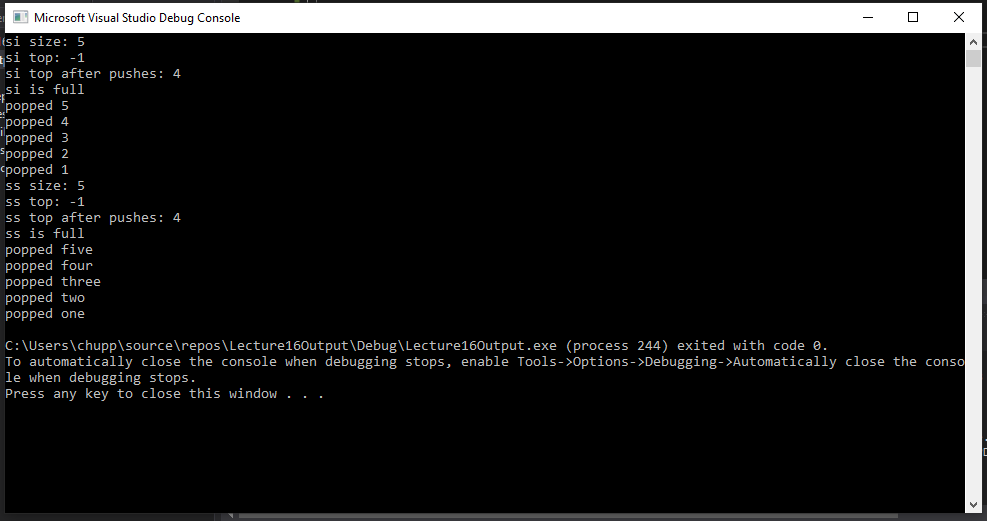 Microsoft Visual Studio Debug Console
si size: 5
si top: -1
si top after pushes: 4
si is full
popped 5
popped 4
popped 3
popped 2
popped 1
ss size: 5
ss top: -1
ss top after pushes: 4
ss is full
popped five
popped four
popped three
popped two
popped one
C:\Users\chupp\source\repos\Lecture16Output\Debug\Lecture16Output.exe (process 244) exited with code 0.
To automatically close the console when debugging stops, enable Tools->Options->Debugging->Automatically close the conso
le when debugging stops.
Press any key to close this window . . .